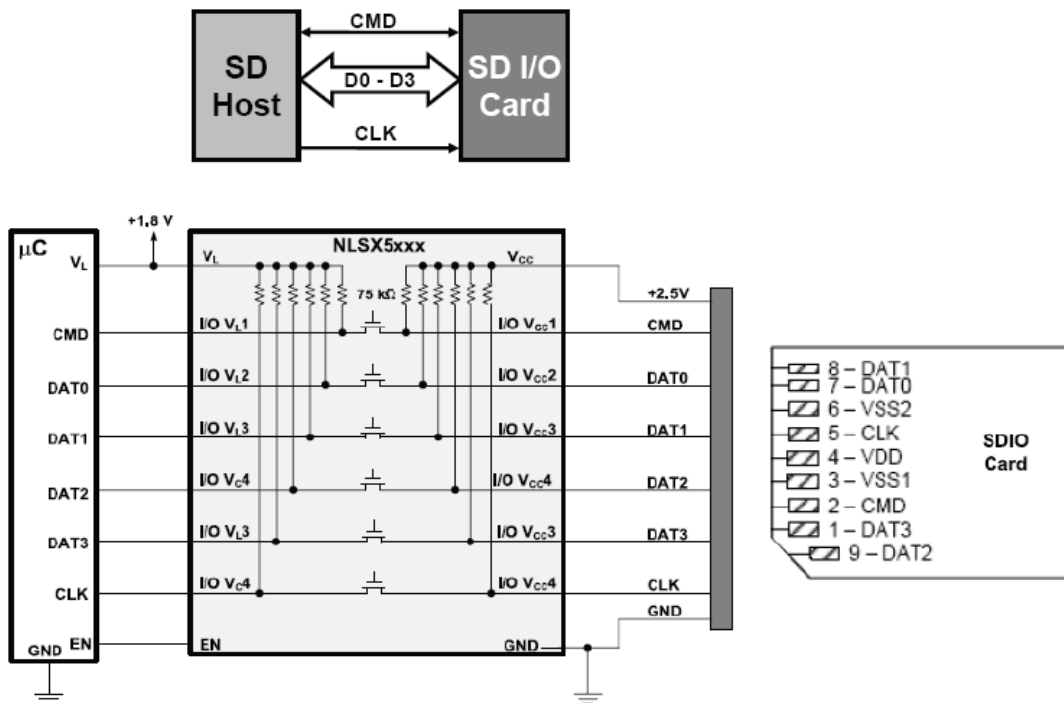 CMD
SD
Host
D0 - D3
SD I/O
Card
CLK
+1.8 V
µC
NLSX5xxx
VL
VL
VCC
75 kΩ
+2.5V
CMD
I/O VL1
I/O VCC1
CMD
DAT0
I/O VL2
I/O VCC2
DAT0
DAT1
I/O VL3
I/O VCC3
DAT1
DAT2
I/O VC4
I/O VCC4
DAT2
DAT3
I/O VL3
I/O VCC3
DAT3
CLK
I/O VC4
I/O VCC4
CLK
GND
EN
EN
GND
GND
8 – DAT1
7 – DAT0
6 – VSS2
5 – CLK
4 – VDD
3 – VSS1
2 – CMD
1 – DAT3
9 – DAT2
SDIO
Card